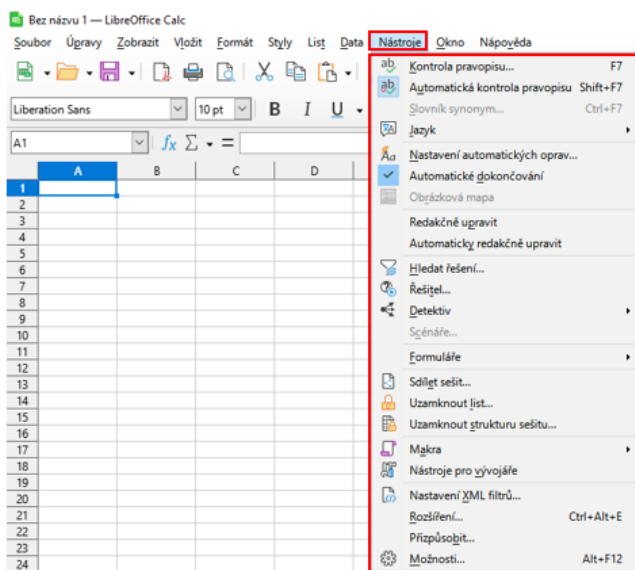 Bez názvu 1 — LibreOffice Calc
Soubor Úpravy Zobrazit Vložit Formát Styly List Data Nástroje Okno Nápověda
Liberation Sans 10 pt B I U
A1 fx Σ =
A B C D
1
2
3
4
5
6
7
8
9
10
11
12
13
14
15
16
17
18
19
20
21
22
23
24
Kontrola pravopisu... F7
Automatická kontrola pravopisu Shift+F7
Slovník synonym... Ctrl+F7
Jazyk
Nastavení automatických oprav...
Automatické dokončování
Obrázková mapa
Redakčně upravit
Automaticky redakčně upravit
Hledat řešení...
Řešitel...
Detektiv
Scénáře...
Formuláře
Sdílet sešit...
Uzamknout list...
Uzamknout strukturu sešitu...
Makra
Nástroje pro vývojáře
Nastavení XML filtrů...
Rozšíření... Ctrl+Alt+E
Přizpůsobit...
Možnosti... Alt+F12